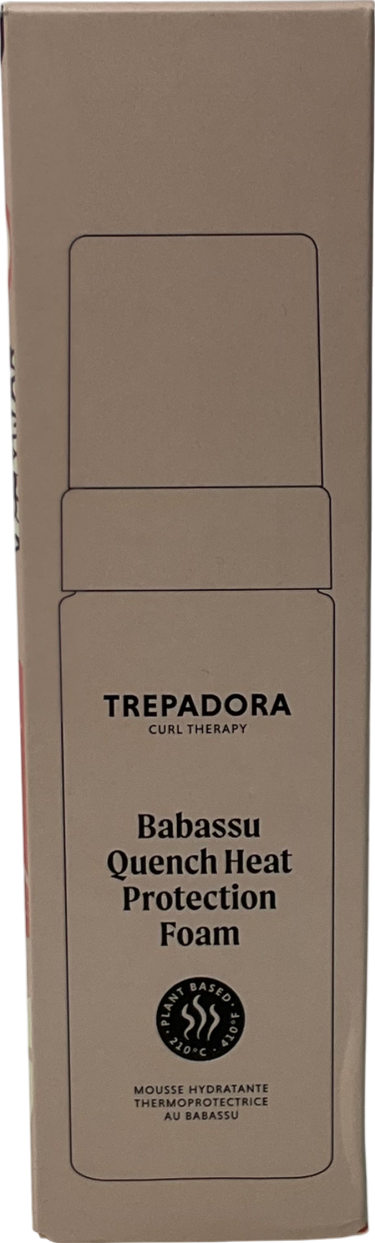 TREPADORA
CURL THERAPY
Babassu
Quench Heat
Protection
Foam
·PLANT BASED·
210°C · 410°F
MOUSSE HYDRATANTE
THERMOPROTECTRICE
AU BABASSU